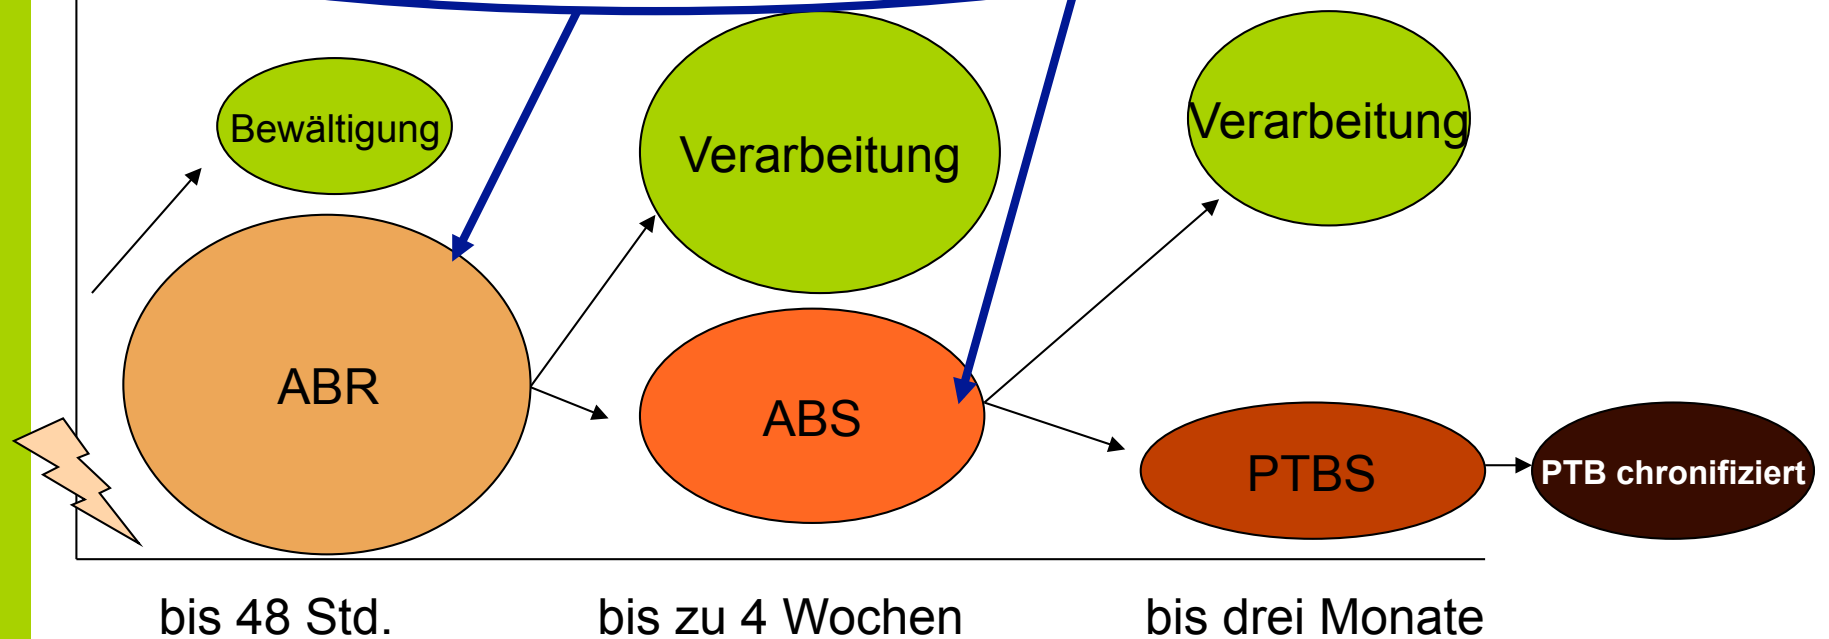 Bewältigung
Verarbeitung
Verarbeitung
ABR
ABS
PTBS
PTB chronifiziert
bis 48 Std.
bis zu 4 Wochen
bis drei Monate